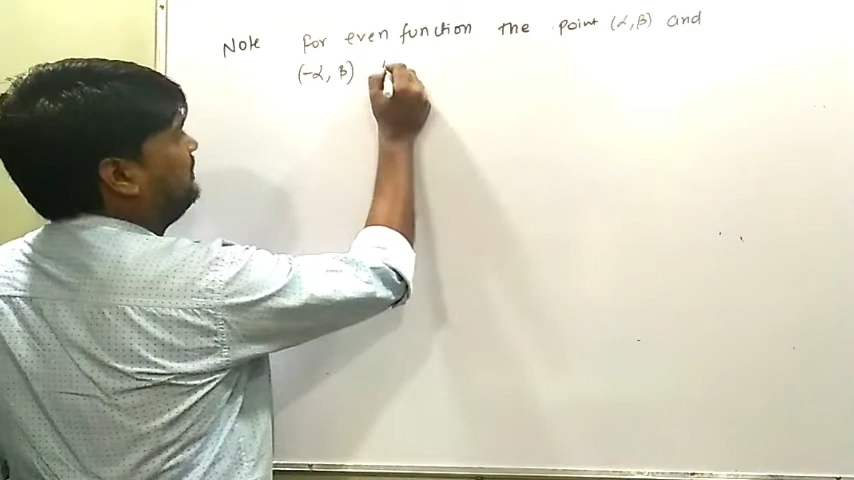 Note for even function the point (α, β) and
(-α, β)